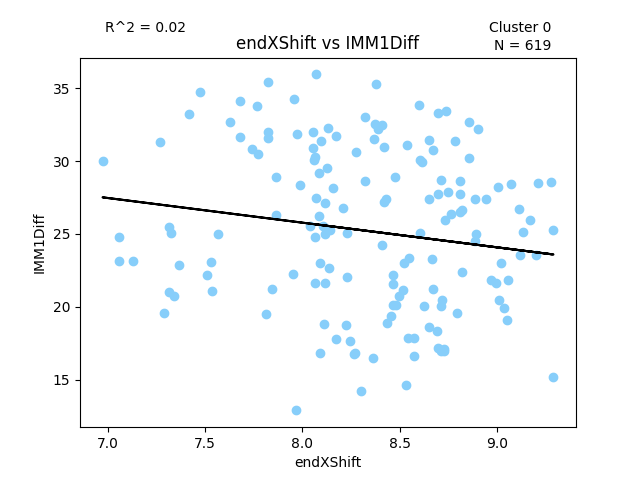 R^2 = 0.02
Cluster 0
endXShift vs IMM1Diff
N = 619
35
30
25
20
15
IMM1Diff
7.0 7.5 8.0 8.5 9.0
endXShift